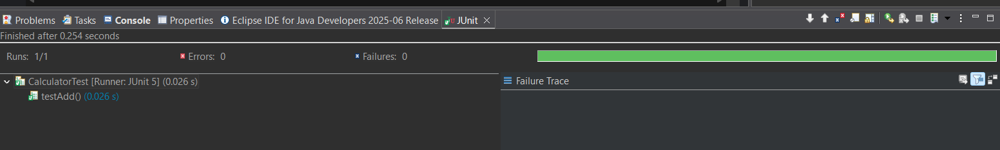 Problems Tasks Console Properties Eclipse IDE for Java Developers 2025-06 Release JUnit
Finished after 0.254 seconds
Runs: 1/1 Errors: 0 Failures: 0
CalculatorTest [Runner: JUnit 5] (0.026 s)
Failure Trace
testAdd() (0.026 s)